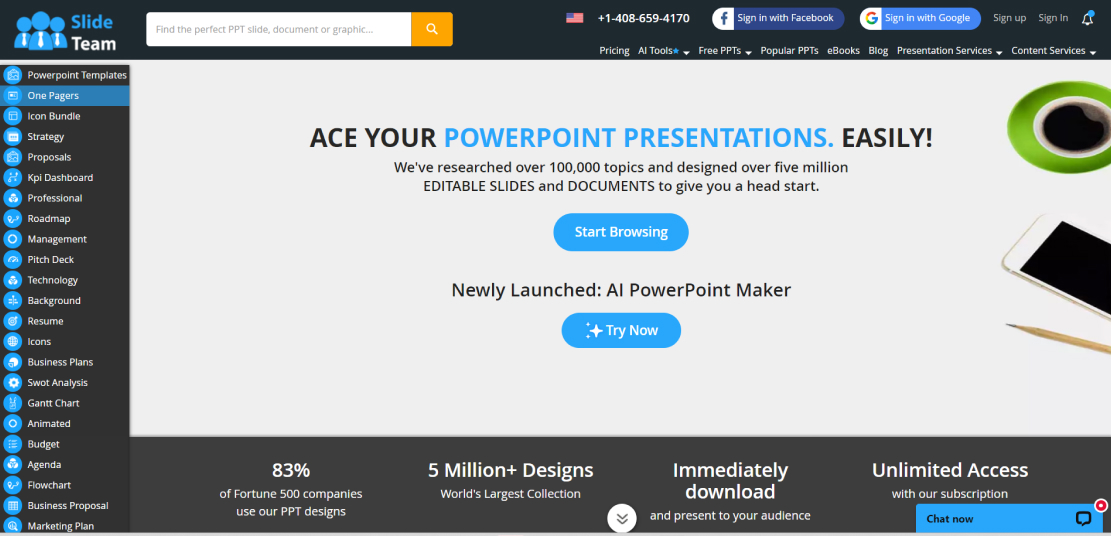 Slide
Team
Find the perfect PPT slide, document or graphic...
+1-408-659-4170
f Sign in with Facebook
G Sign in with Google
Sign up
Sign In
Pricing AI Tools Free PPTs Popular PPTs eBooks Blog Presentation Services Content Services
Powerpoint Templates
One Pagers
Icon Bundle
Strategy
Proposals
Kpi Dashboard
Professional
Roadmap
Management
Pitch Deck
Technology
Background
Resume
Icons
Business Plans
Swot Analysis
Gantt Chart
Animated
Budget
Agenda
Flowchart
Business Proposal
Marketing Plan
ACE YOUR POWERPOINT PRESENTATIONS. EASILY!
We've researched over 100,000 topics and designed over five million
EDITABLE SLIDES and DOCUMENTS to give you a head start.
Start Browsing
Newly Launched: AI PowerPoint Maker
Try Now
83%
of Fortune 500 companies
use our PPT designs
5 Million+ Designs
World's Largest Collection
Immediately
download
and present to your audience
Unlimited Access
with our subscription
Chat now